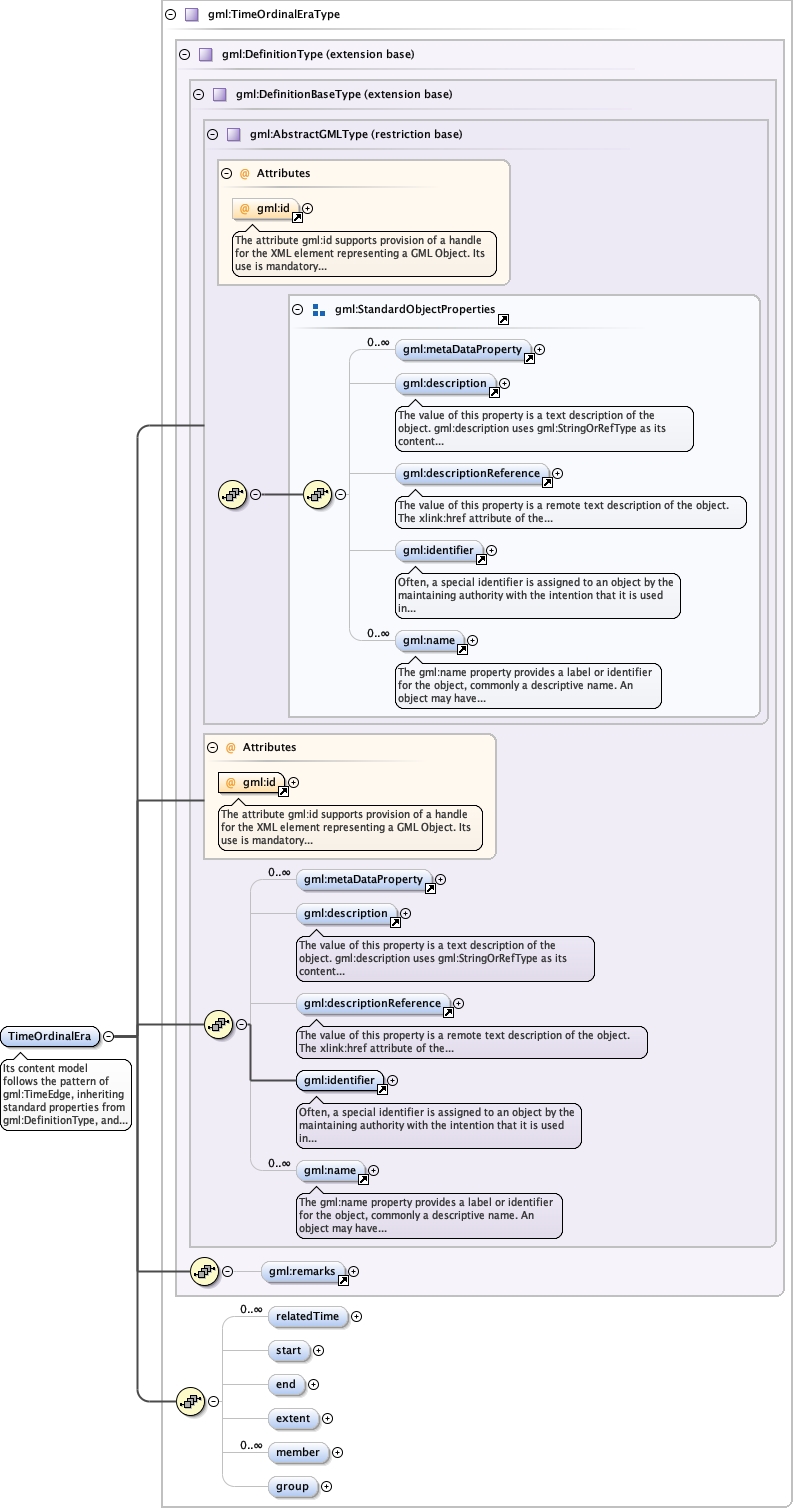 gml:TimeOrdinalEraType
gml:DefinitionType (extension base)
gml:DefinitionBaseType (extension base)
gml:AbstractGMLType (restriction base)
@ Attributes
@ gml:id
The attribute gml:id supports provision of a handle
for the XML element representing a GML Object. Its
use is mandatory...
gml:StandardObjectProperties
0..∞
gml:metaDataProperty
gml:description
The value of this property is a text description of the
object. gml:description uses gml:StringOrRefType as its
content...
gml:descriptionReference
The value of this property is a remote text description of the object.
The xlink:href attribute of the...
gml:identifier
Often, a special identifier is assigned to an object by the
maintaining authority with the intention that it is used
in...
0..∞
gml:name
The gml:name property provides a label or identifier
for the object, commonly a descriptive name. An
object may have...
@ Attributes
@ gml:id
The attribute gml:id supports provision of a handle
for the XML element representing a GML Object. Its
use is mandatory...
0..∞
gml:metaDataProperty
gml:description
The value of this property is a text description of the
object. gml:description uses gml:StringOrRefType as its
content...
gml:descriptionReference
The value of this property is a remote text description of the object.
The xlink:href attribute of the...
gml:identifier
Often, a special identifier is assigned to an object by the
maintaining authority with the intention that it is used
in...
0..∞
gml:name
The gml:name property provides a label or identifier
for the object, commonly a descriptive name. An
object may have...
TimeOrdinalEra
Its content model
follows the pattern of
gml:TimeEdge, inheriting
standard properties from
gml:DefinitionType, and...
gml:remarks
0..∞
relatedTime
start
end
extent
0..∞
member
group